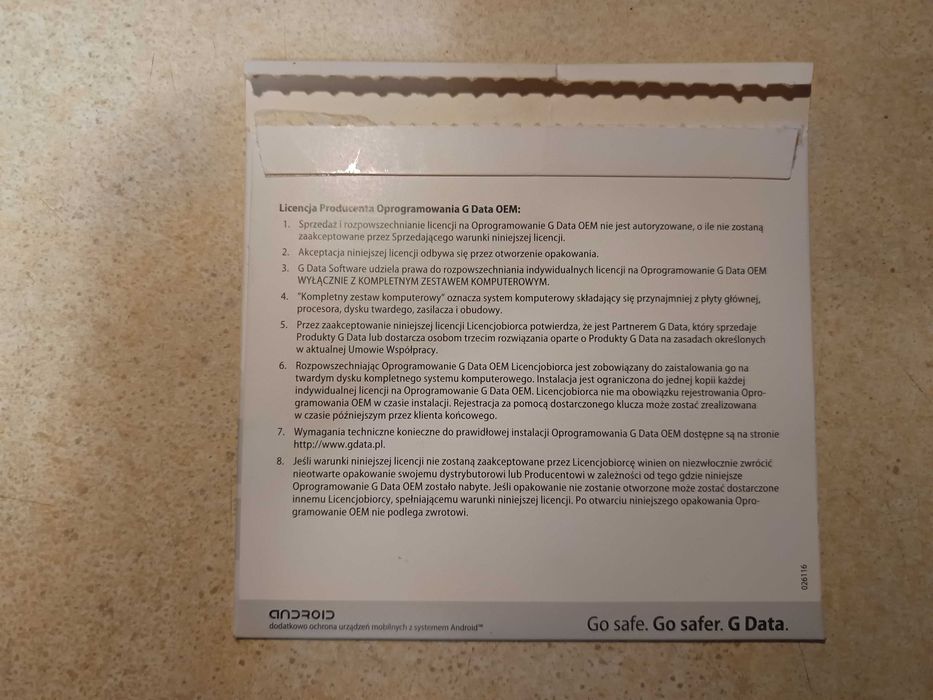 Licencja Producenta Oprogramowania G Data OEM:
1. Sprzedaż i rozpowszechnianie licencji na Oprogramowanie G Data OEM nie jest autoryzowane, o ile nie zostaną
zaakceptowane przez Sprzedającego warunki niniejszej licencji.
2. Akceptacja niniejszej licencji odbywa się przez otworzenie opakowania.
3. G Data Software udziela prawa do rozpowszechniania indywidualnych licencji na Oprogramowanie G Data OEM
WYŁĄCZNIE Z KOMPLETNYM ZESTAWEM KOMPUTEROWYM.
4. "Kompletny zestaw komputerowy" oznacza system komputerowy składający się przynajmniej z płyty głównej,
procesora, dysku twardego, zasilacza i obudowy.
5. Przez zaakceptowanie niniejszej licencji Licencjobiorca potwierdza, że jest Partnerem G Data, który sprzedaje
Produkty G Data lub dostarcza osobom trzecim rozwiązania oparte o Produkty G Data na zasadach określonych
w aktualnej Umowie Współpracy.
6. Rozpowszechniając Oprogramowanie G Data OEM Licencjobiorca jest zobowiązany do zaistalowania go na
twardym dysku kompletnego systemu komputerowego. Instalacja jest ograniczona do jednej kopii każdej
indywidualnej licencji na Oprogramowanie G Data OEM. Licencjobiorca nie ma obowiązku rejestrowania Opro-
gramowania OEM w czasie instalacji. Rejestracja za pomocą dostarczonego klucza może zostać zrealizowana
w czasie późniejszym przez klienta końcowego.
7. Wymagania techniczne konieczne do prawidłowej instalacji Oprogramowania G Data OEM dostępne są na stronie
http://www.gdata.pl.
8. Jeśli warunki niniejszej licencji nie zostaną zaakceptowane przez Licencjobiorcę winien on niezwłocznie zwrócić
nieotwarte opakowanie swojemu dystrybutorowi lub Producentowi w zależności od tego gdzie niniejsze
Oprogramowanie G Data OEM zostało nabyte. Jeśli opakowanie nie zostanie otworzone może zostać dostarczone
innemu Licencjobiorcy, spełniającemu warunki niniejszej licencji. Po otwarciu niniejszego opakowania Opro-
gramowanie OEM nie podlega zwrotowi.
026116
ANDROID
dodatkowo ochrona urządzeń mobilnych z systemem Android™
Go safe. Go safer. G Data.